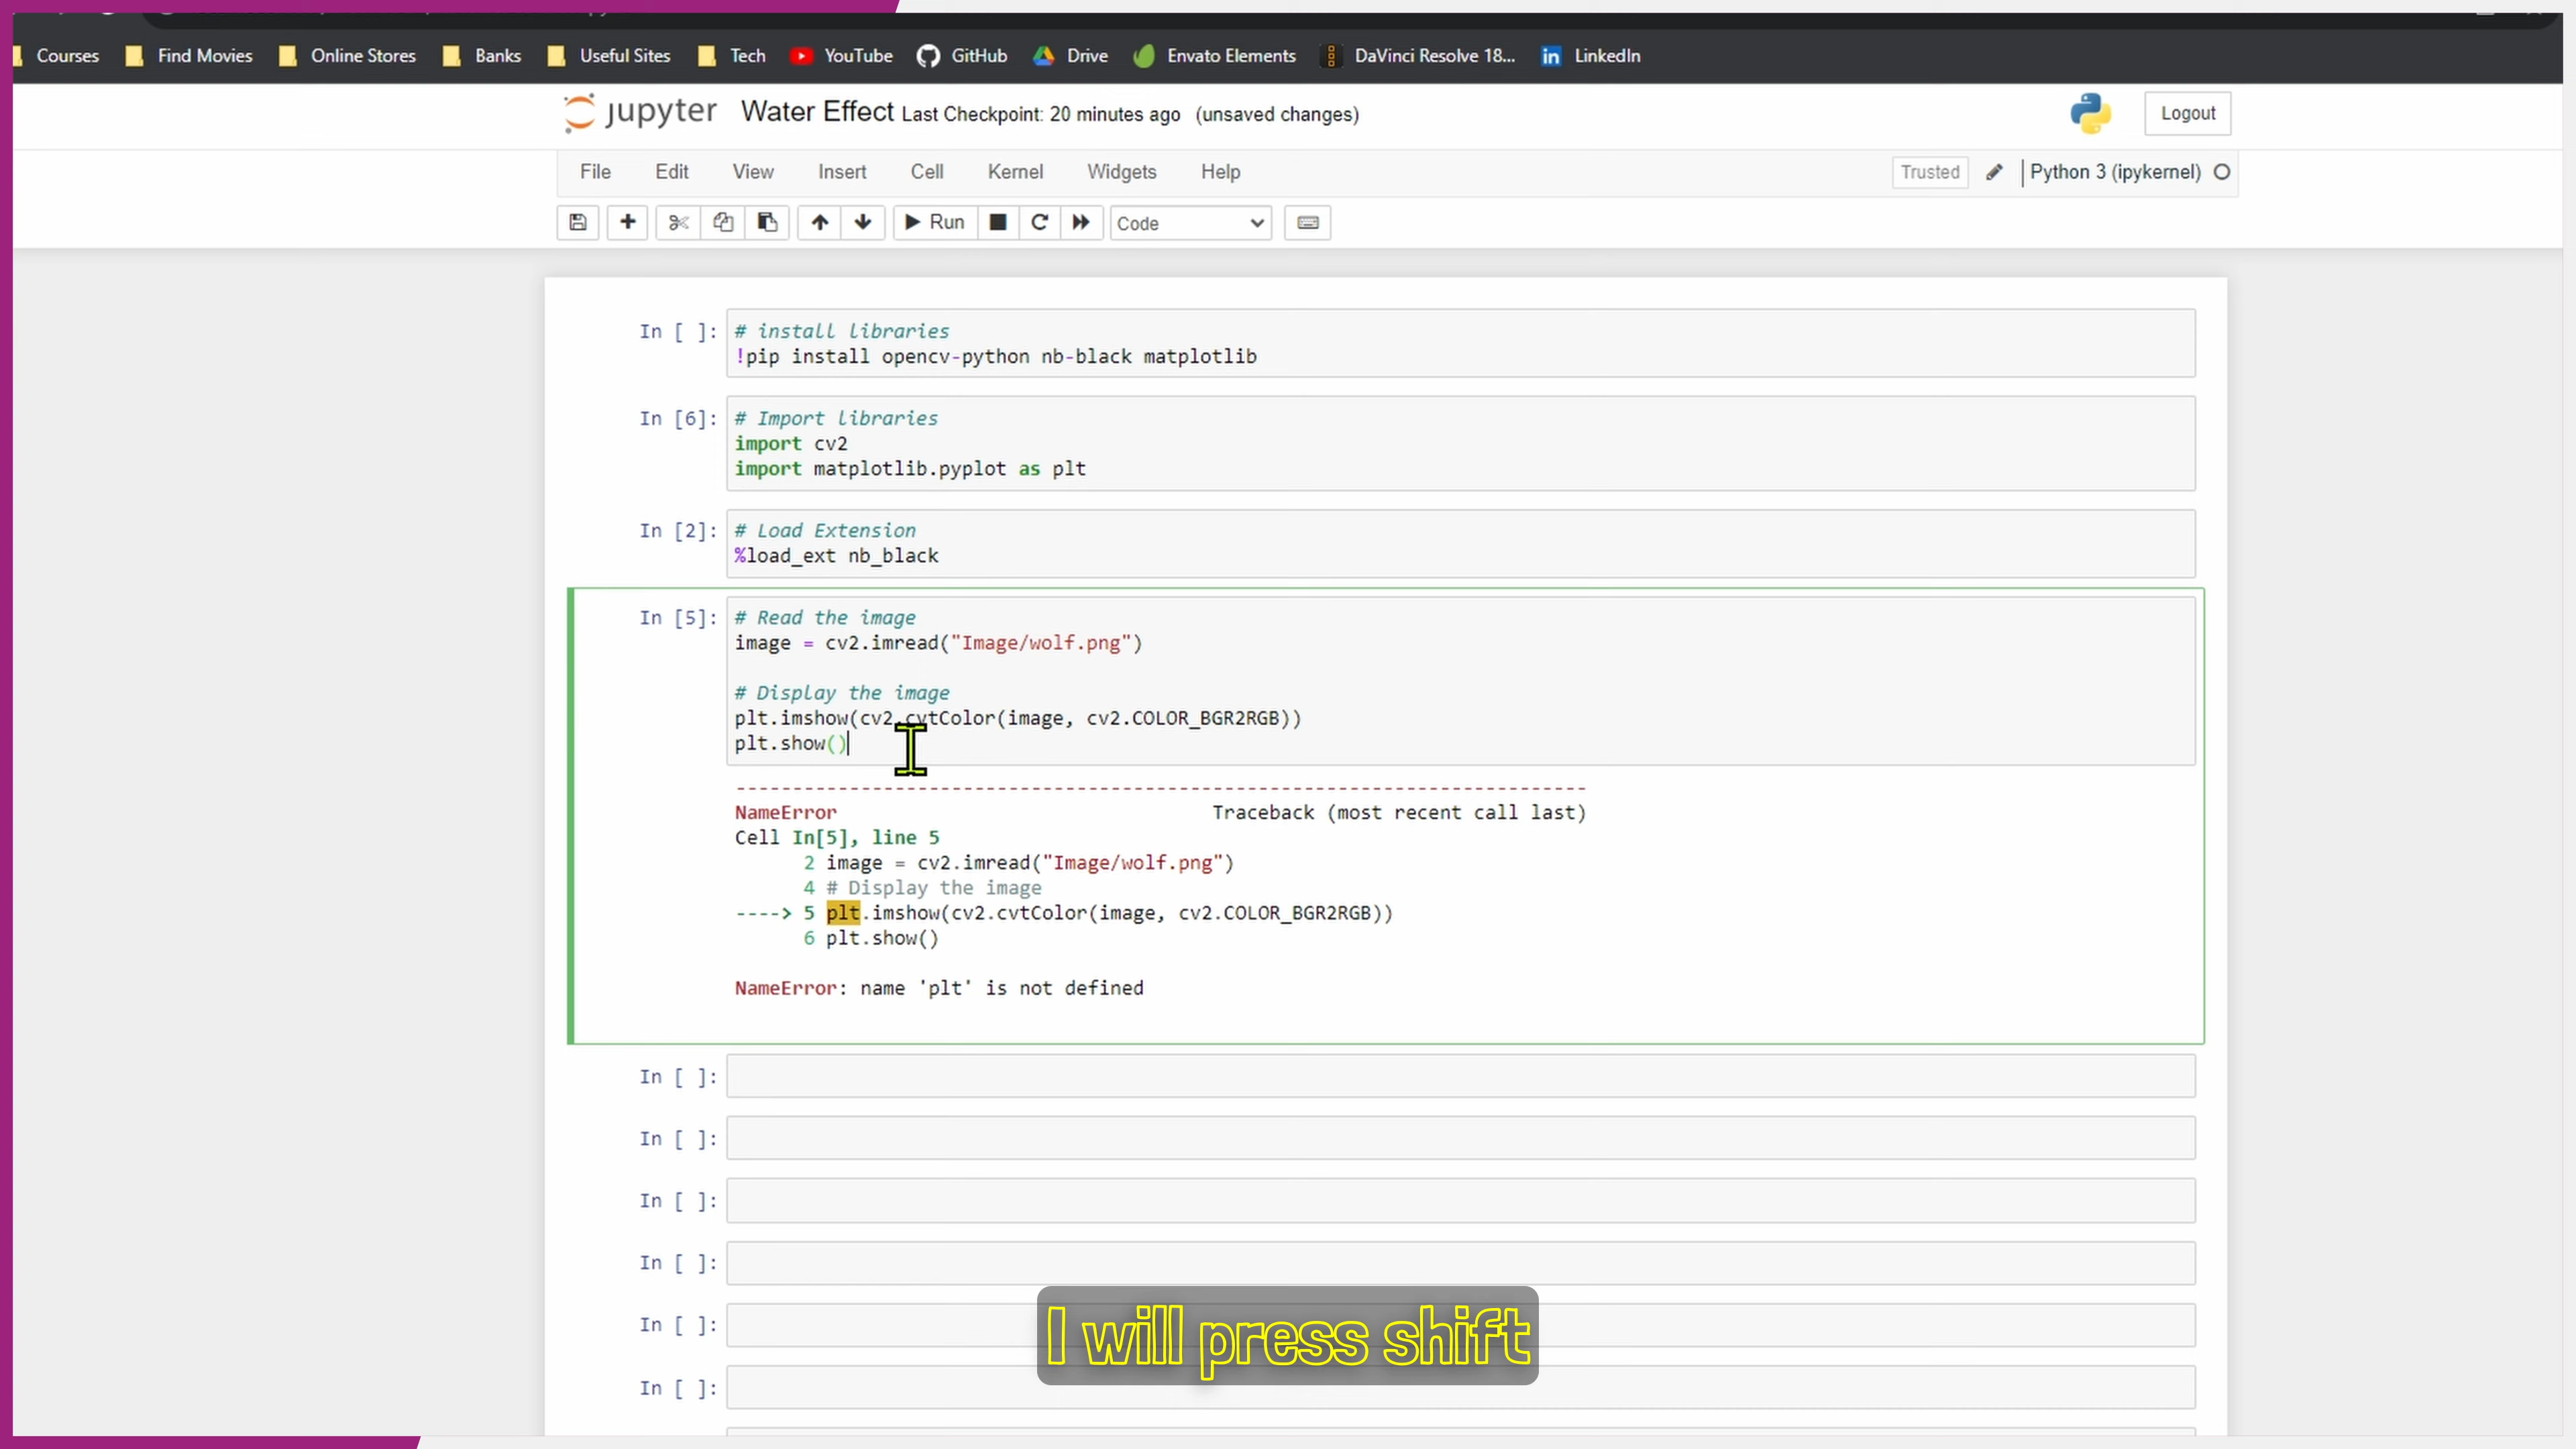 Courses Find Movies Online Stores Banks Useful Sites Tech YouTube GitHub Drive Envato Elements DaVinci Resolve 18... LinkedIn
jupyter Water Effect Last Checkpoint: 20 minutes ago (unsaved changes) Logout
File Edit View Insert Cell Kernel Widgets Help Trusted Python 3 (ipykernel)
Run Code
In [ ]: # install libraries
!pip install opencv-python nb-black matplotlib
In [6]: # Import libraries
import cv2
import matplotlib.pyplot as plt
In [2]: # Load Extension
%load_ext nb_black
In [5]: # Read the image
image = cv2.imread("Image/wolf.png")
# Display the image
plt.imshow(cv2.cvtColor(image, cv2.COLOR_BGR2RGB))
plt.show()
---------------------------------------------------------------------------
NameError Traceback (most recent call last)
Cell In[5], line 5
2 image = cv2.imread("Image/wolf.png")
4 # Display the image
----> 5 plt.imshow(cv2.cvtColor(image, cv2.COLOR_BGR2RGB))
6 plt.show()
NameError: name 'plt' is not defined
In [ ]:
In [ ]:
In [ ]:
In [ ]:
In [ ]:
I will press shift
In [ ]: